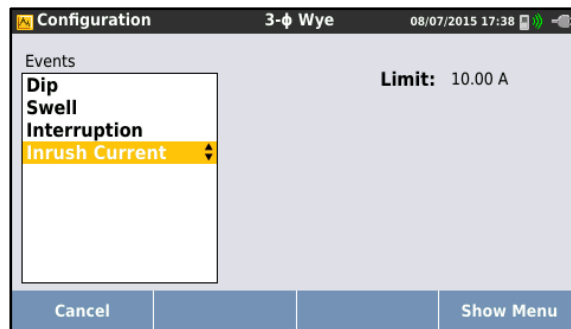 Configuration 3-ϕ Wye 08/07/2015 17:38
Events
Dip
Limit: 10.00 A
Swell
Interruption
Inrush Current
Cancel Show Menu